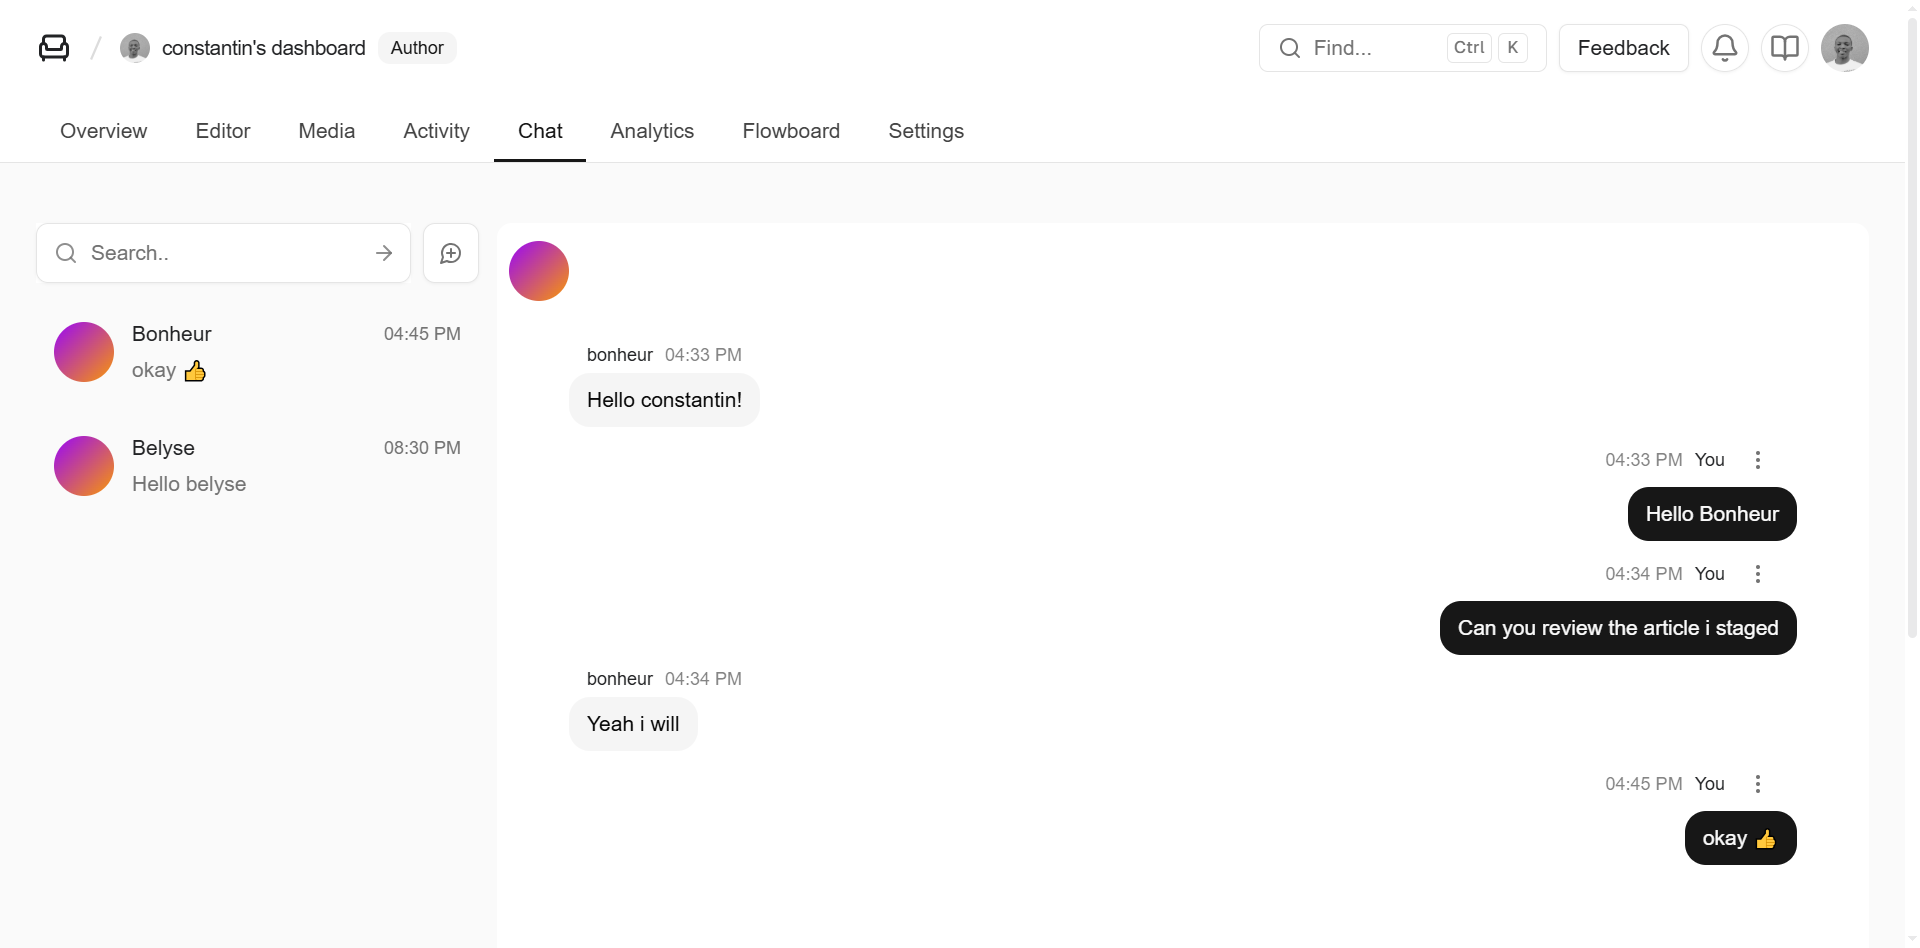 / constantin's dashboard Author
Find... Ctrl K Feedback
Overview Editor Media Activity Chat Analytics Flowboard Settings
Search..
Bonheur 04:45 PM
okay 👍
Belyse 08:30 PM
Hello belyse
bonheur 04:33 PM
Hello constantin!
04:33 PM You
Hello Bonheur
04:34 PM You
Can you review the article i staged
bonheur 04:34 PM
Yeah i will
04:45 PM You
okay 👍